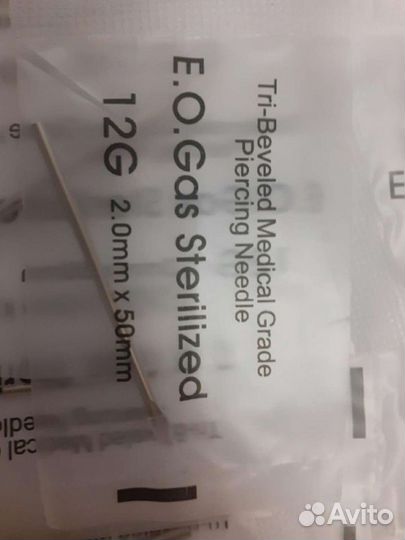 Tri-Beveled Medical Grade
Piercing Needle
E.O.Gas Sterilized
12G 2.0mm x 50mm
Avito